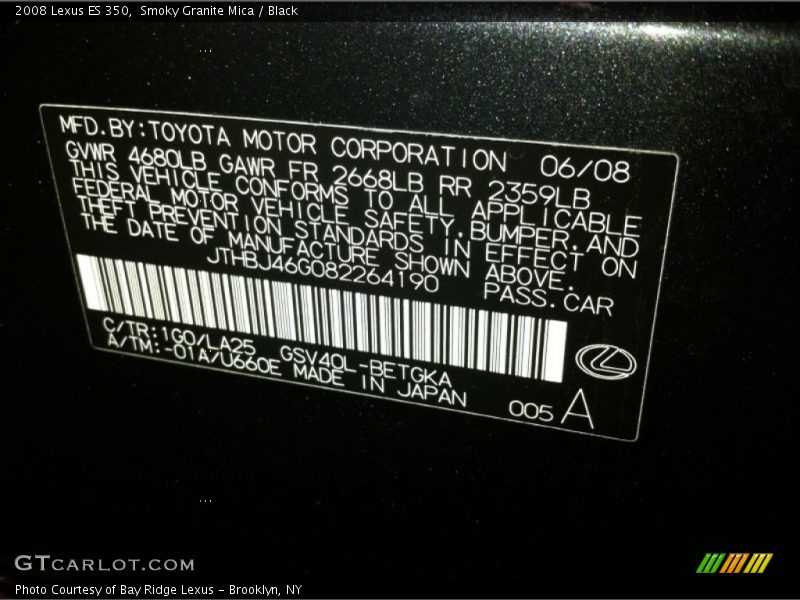 2008 Lexus ES 350,  Smoky Granite Mica / Black
MFD.BY:TOYOTA MOTOR CORPORATION 06/08
GVWR 4680LB GAWR FR 2668LB RR 2359LB
THIS VEHICLE CONFORMS TO ALL APPLICABLE
FEDERAL MOTOR VEHICLE SAFETY,BUMPER,AND
THEFT PREVENTION STANDARDS IN EFFECT ON
THE DATE OF MANUFACTURE SHOWN ABOVE.
JTHBJ46G082264190 PASS.CAR
C/TR:1G0/LA25 GSV40L-BETGKA
A/TM:-01A/U660E MADE IN JAPAN
005 A
GTCARLOT.COM
Photo Courtesy of Bay Ridge Lexus - Brooklyn, NY